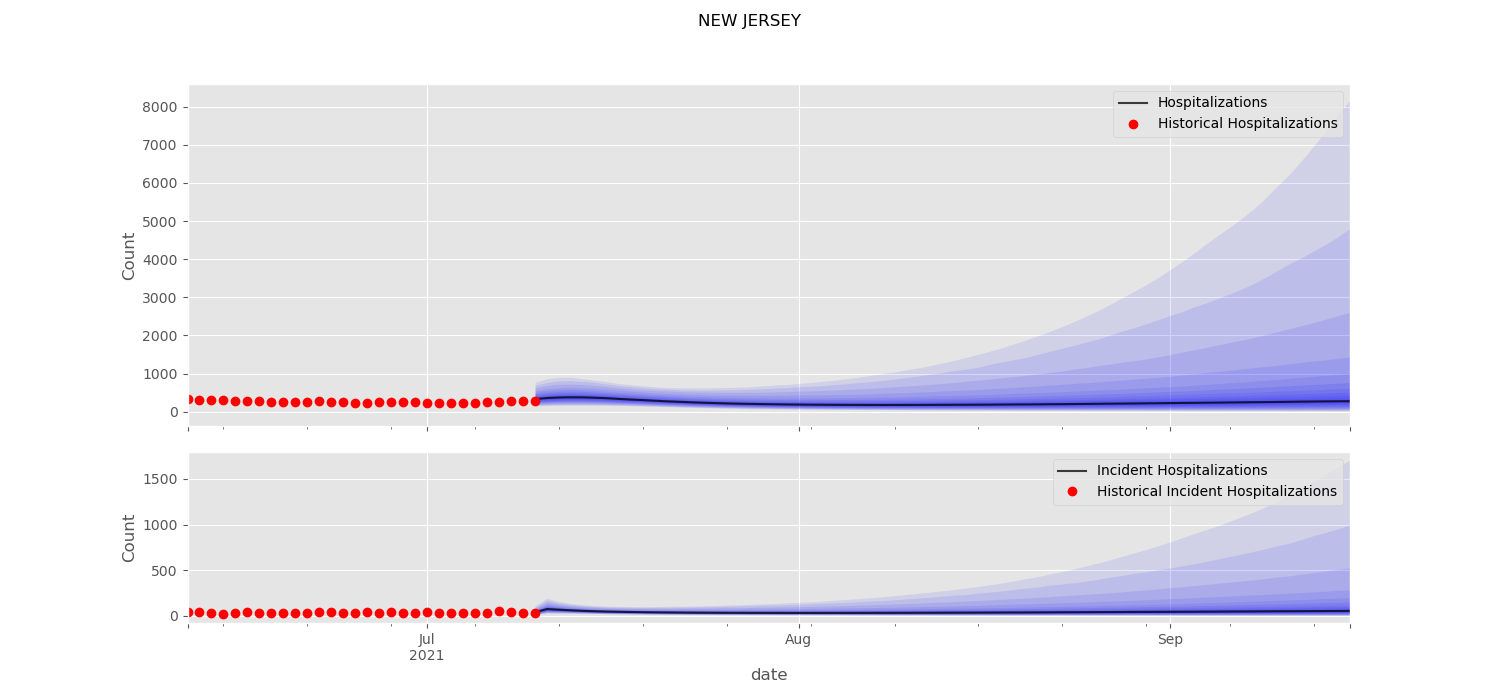 NEW JERSEY
8000
7000
6000
5000
4000
3000
2000
1000
0
Count
Hospitalizations
Historical Hospitalizations
1500
1000
500
0
Count
Incident Hospitalizations
Historical Incident Hospitalizations
Jul
2021
Aug
Sep
date